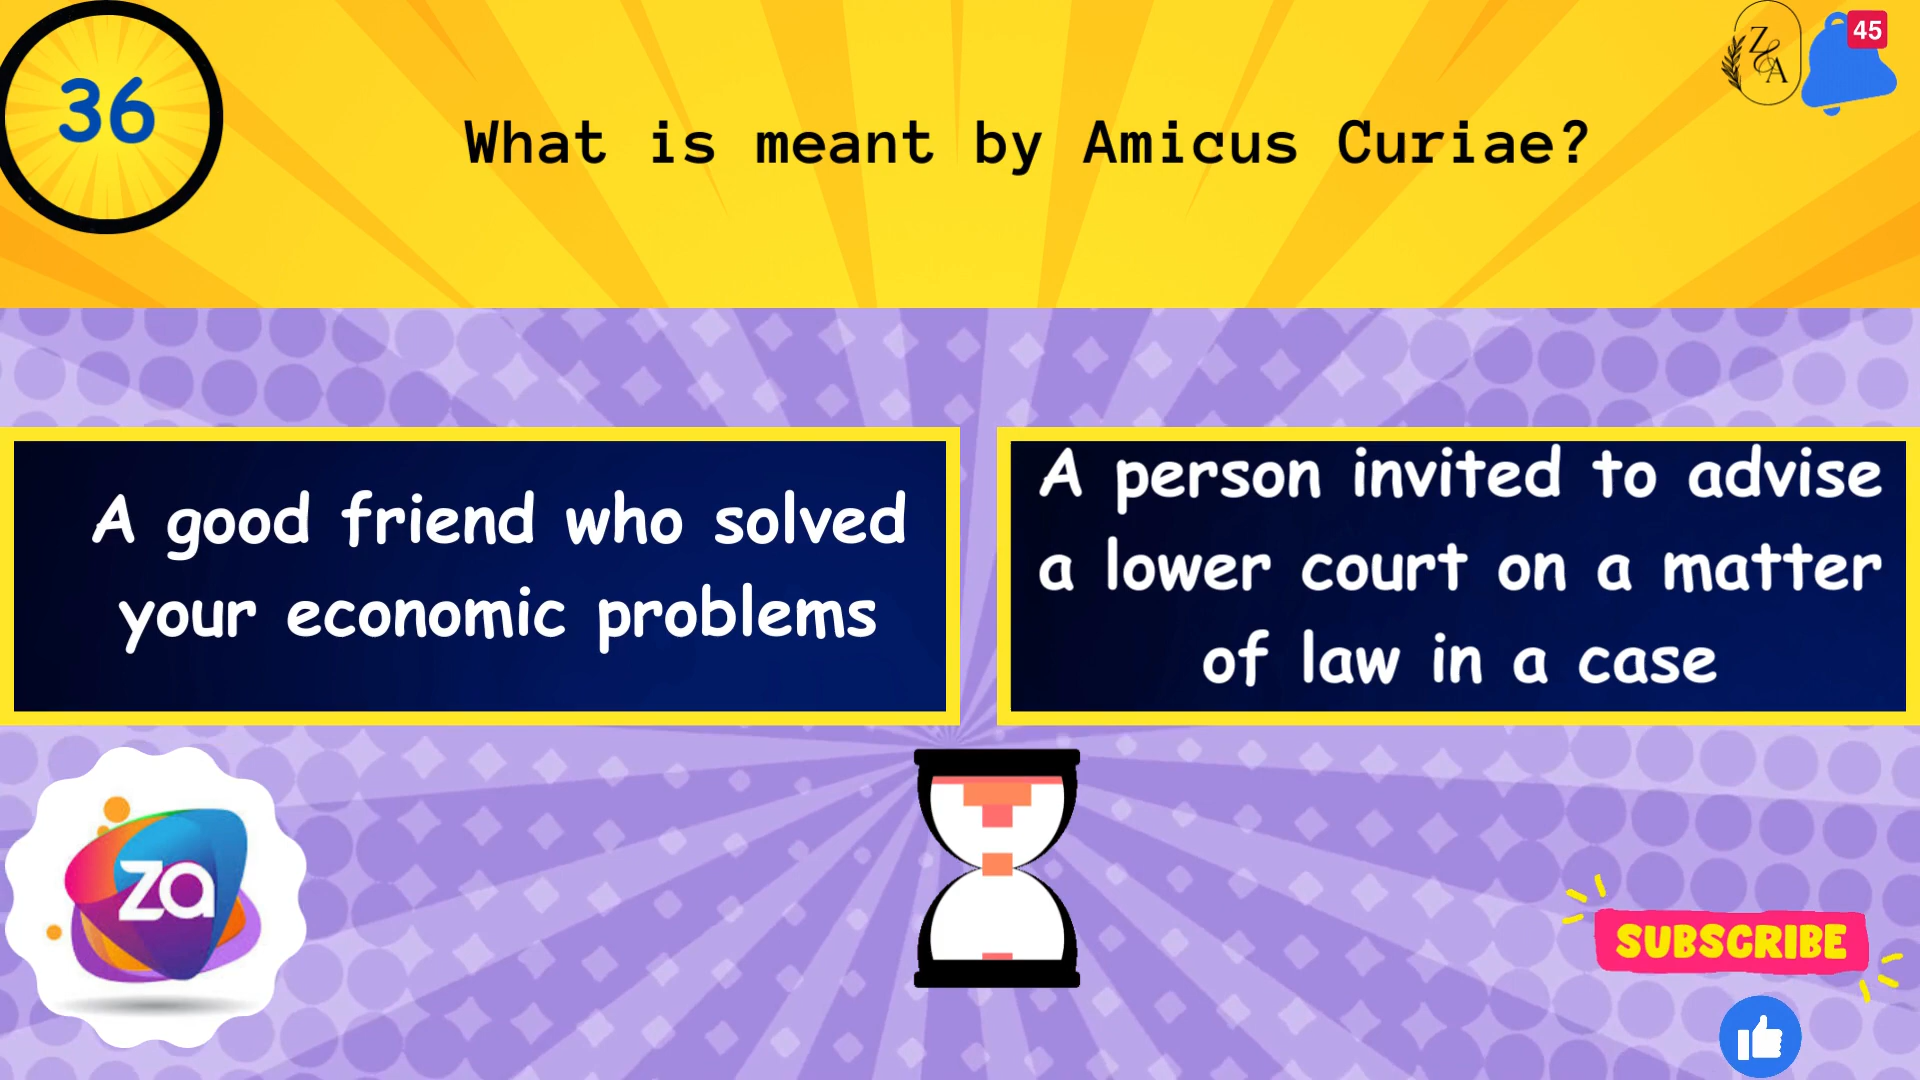 36
Z&A
45
What is meant by Amicus Curiae?
A good friend who solved
your economic problems
A person invited to advise
a lower court on a matter
of law in a case
za
SUBSCRIBE